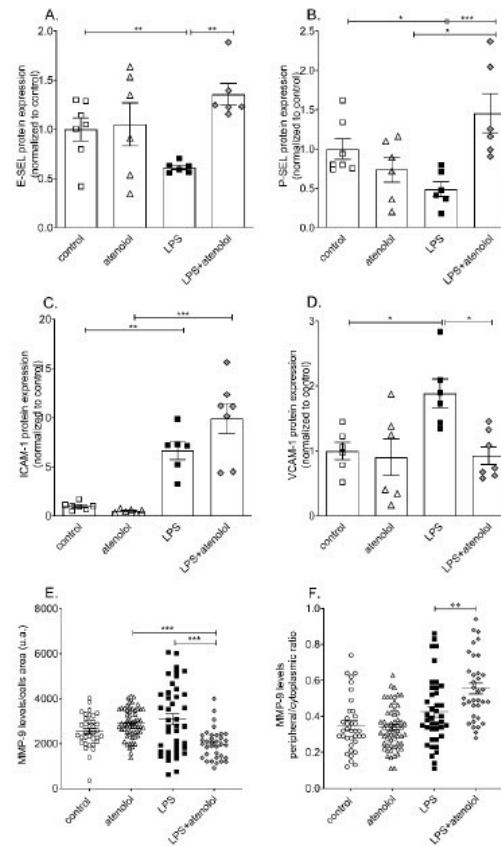 A.
E-SEL protein expression
(normalized to control)
2.0
1.5
1.0
0.5
0.0
** **
control
atenolol
LPS
LPS+atenolol
B.
P-SEL protein expression
(normalized to control)
2.5
2.0
1.5
1.0
0.5
0.0
* ***
*
control
atenolol
LPS
LPS+atenolol
C.
ICAM-1 protein expression
(normalized to control)
20
15
10
5
0
***
**
control
atenolol
LPS
LPS+atenolol
D.
VCAM-1 protein expression
(normalized to control)
3
2
1
0
* *
control
atenolol
LPS
LPS+atenolol
E.
MMP-9 levels/cells area (u.a.)
8000
6000
4000
2000
0
***
***
control
atenolol
LPS
LPS+atenolol
F.
MMP-9 levels
peripheral/cytoplasmic ratio
1.0
0.8
0.6
0.4
0.2
0.0
**
control
atenolol
LPS
LPS+atenolol